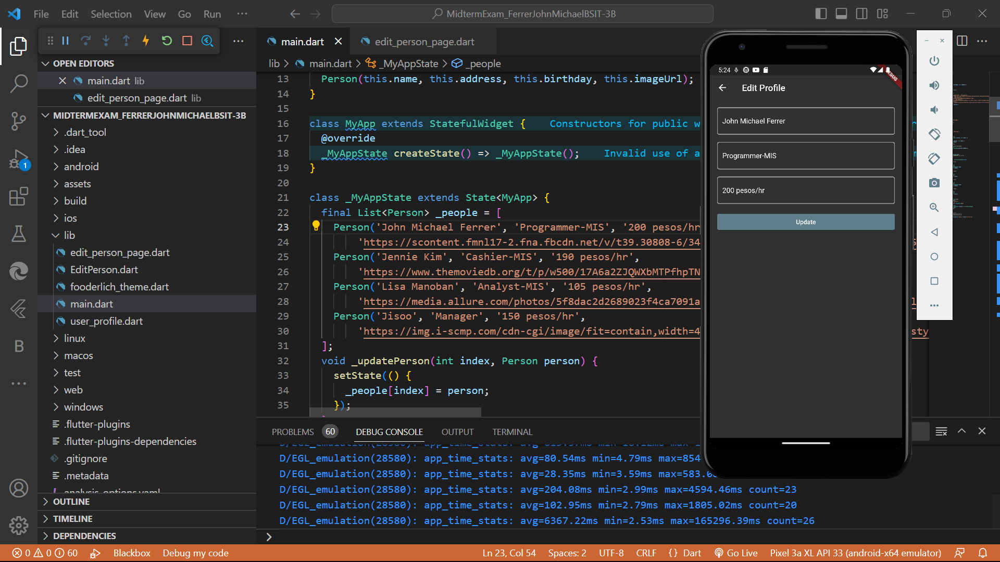 File Edit Selection View Go Run ···
MidtermExam_FerrerJohnMichaelBSIT-3B
main.dart
edit_person_page.dart
OPEN EDITORS
main.dart lib
edit_person_page.dart lib
MIDTERMEXAM_FERRERJOHNMICHAELBSIT-3B
.dart_tool
.idea
android
assets
build
ios
lib
edit_person_page.dart
EditPerson.dart
fooderlich_theme.dart
main.dart
user_profile.dart
linux
macos
test
web
windows
.flutter-plugins
.flutter-plugins-dependencies
.gitignore
.metadata
analysis_options.yaml
OUTLINE
TIMELINE
DEPENDENCIES
1
B
lib > main.dart > _MyAppState > _people
13 Person(this.name, this.address, this.birthday, this.imageUrl);
14 }
15
16 class MyApp extends StatefulWidget { Constructors for public w
17 @override
18 _MyAppState createState() => _MyAppState(); Invalid use of a
19 }
20
21 class _MyAppState extends State<MyApp> {
22 final List<Person> _people = [
23 Person('John Michael Ferrer', 'Programmer-MIS', '200 pesos/hr
24 'https://scontent.fmnl17-2.fna.fbcdn.net/v/t39.30808-6/34
25 Person('Jennie Kim', 'Cashier-MIS', '190 pesos/hr',
26 'https://www.themoviedb.org/t/p/w500/17A6a2ZJQWXbMTPfhpTN
27 Person('Lisa Manoban', 'Analyst-MIS', '105 pesos/hr',
28 'https://media.allure.com/photos/5f8dac2d2689023f4ca7091a
29 Person('Jisoo', 'Manager', '150 pesos/hr',
30 'https://img.i-scmp.com/cdn-cgi/image/fit=contain,width=4
sty
31 ];
32 void _updatePerson(int index, Person person) {
33 setState(() {
34 _people[index] = person;
35 });
5:24
Edit Profile
John Michael Ferrer
Programmer-MIS
200 pesos/hr
Update
PROBLEMS 60 DEBUG CONSOLE OUTPUT TERMINAL
D/EGL_emulation(28580): app_time_stats: avg=80.54ms min=4.79ms max=854
D/EGL_emulation(28580): app_time_stats: avg=28.35ms min=3.59ms max=583.0
D/EGL_emulation(28580): app_time_stats: avg=204.08ms min=2.99ms max=4594.46ms count=23
D/EGL_emulation(28580): app_time_stats: avg=102.95ms min=2.79ms max=1805.02ms count=20
D/EGL_emulation(28580): app_time_stats: avg=6367.22ms min=2.53ms max=165296.39ms count=26
>
0 0 60 Blackbox Debug my code Ln 23, Col 54 Spaces: 2 UTF-8 CRLF {} Dart Go Live Pixel 3a XL API 33 (android-x64 emulator)